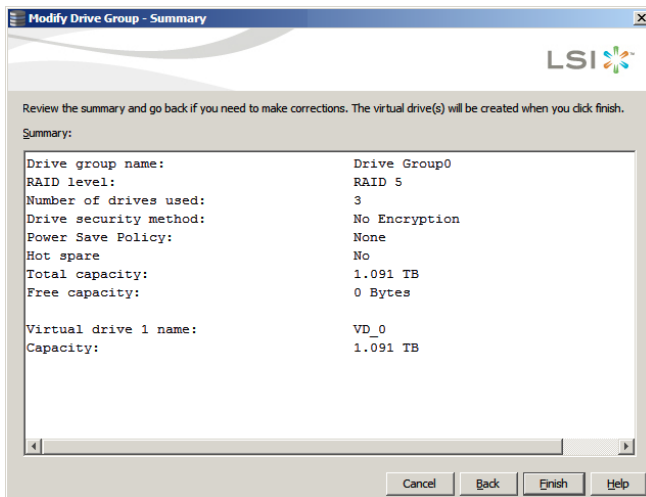 Modify Drive Group - Summary
LSI
Review the summary and go back if you need to make corrections. The virtual drive(s) will be created when you click finish.
Summary:
Drive group name: Drive Group0
RAID level: RAID 5
Number of drives used: 3
Drive security method: No Encryption
Power Save Policy: None
Hot spare No
Total capacity: 1.091 TB
Free capacity: 0 Bytes
Virtual drive 1 name: VD_0
Capacity: 1.091 TB
Cancel Back Finish Help